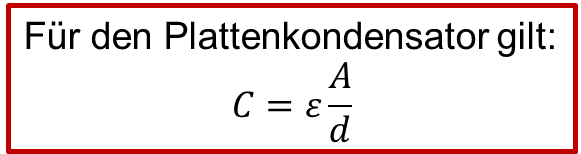 Für den Plattenkondensator gilt:
C = ε A/d